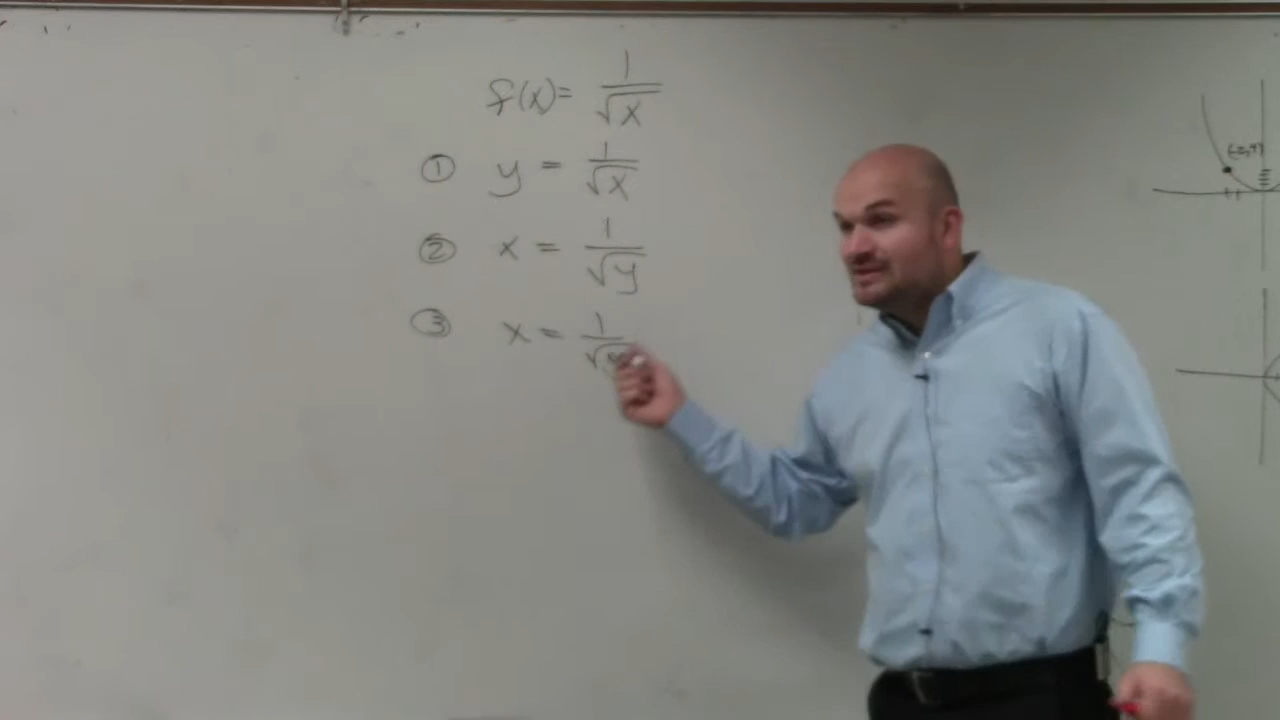 f(x) = 1/√x
① y = 1/√x
② x = 1/√y
③ x = 1/√